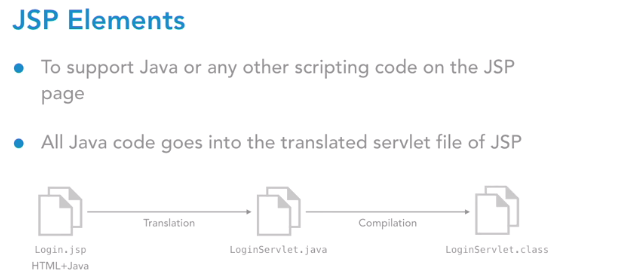 JSP Elements
To support Java or any other scripting code on the JSP
page
All Java code goes into the translated servlet file of JSP
Translation
Compilation
Login.jsp
LoginServlet.java
LoginServlet.class
HTML+Java